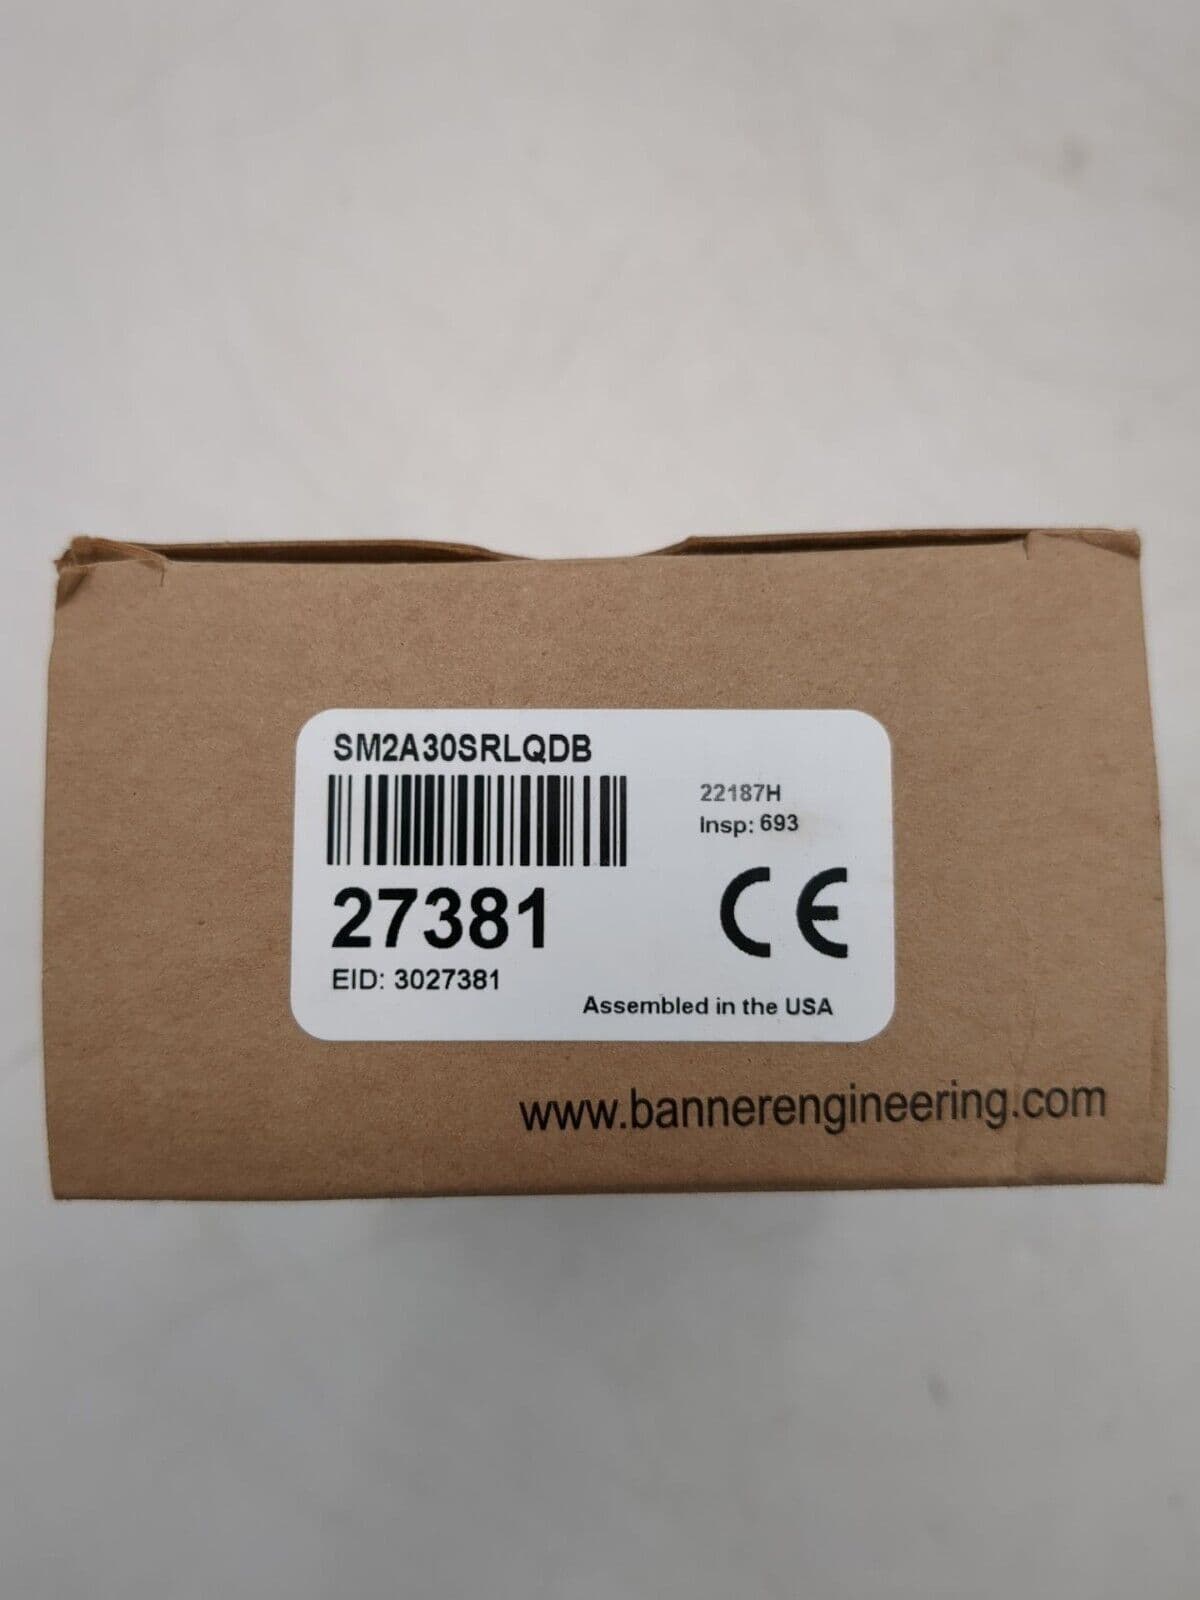 SM2A30SRLQDB
22187H
Insp: 693
27381
CE
EID: 3027381
Assembled in the USA
www.bannerengineering.com